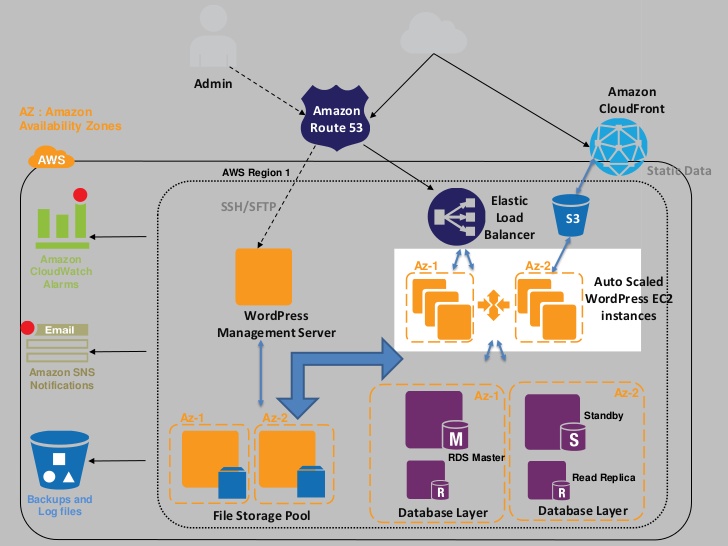 Admin
Amazon
Route 53
Amazon
CloudFront
AZ : Amazon
Availability Zones
AWS
AWS Region 1
Static Data
SSH/SFTP
Elastic
Load
Balancer
S3
Amazon
CloudWatch
Alarms
Az-1
Az-2
Auto Scaled
WordPress EC2
instances
WordPress
Management Server
Email
Amazon SNS
Notifications
Az-1
Az-2
File Storage Pool
Az-1
M
RDS Master
R
Database Layer
Az-2
Standby
S
Read Replica
R
Database Layer
Backups and
Log files